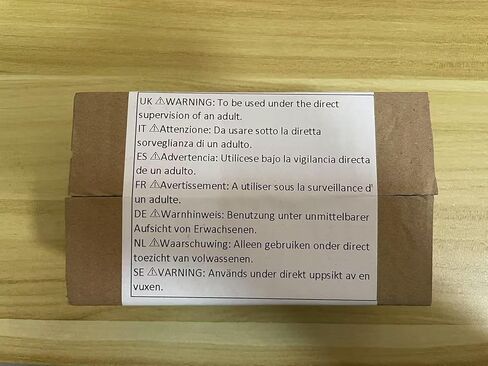 UK ⚠WARNING: To be used under the direct
supervision of an adult.
IT ⚠Attenzione: Da usare sotto la diretta
sorveglianza di un adulto.
ES ⚠Advertencia: Utilícese bajo la vigilancia directa
de un adulto.
FR ⚠Avertissement: A utiliser sous la surveillance d'
un adulte.
DE ⚠Warnhinweis: Benutzung unter unmittelbarer
Aufsicht von Erwachsenen.
NL ⚠Waarschuwing: Alleen gebruiken onder direct
toezicht van volwassenen.
SE ⚠VARNING: Används under direkt uppsikt av en
vuxen.